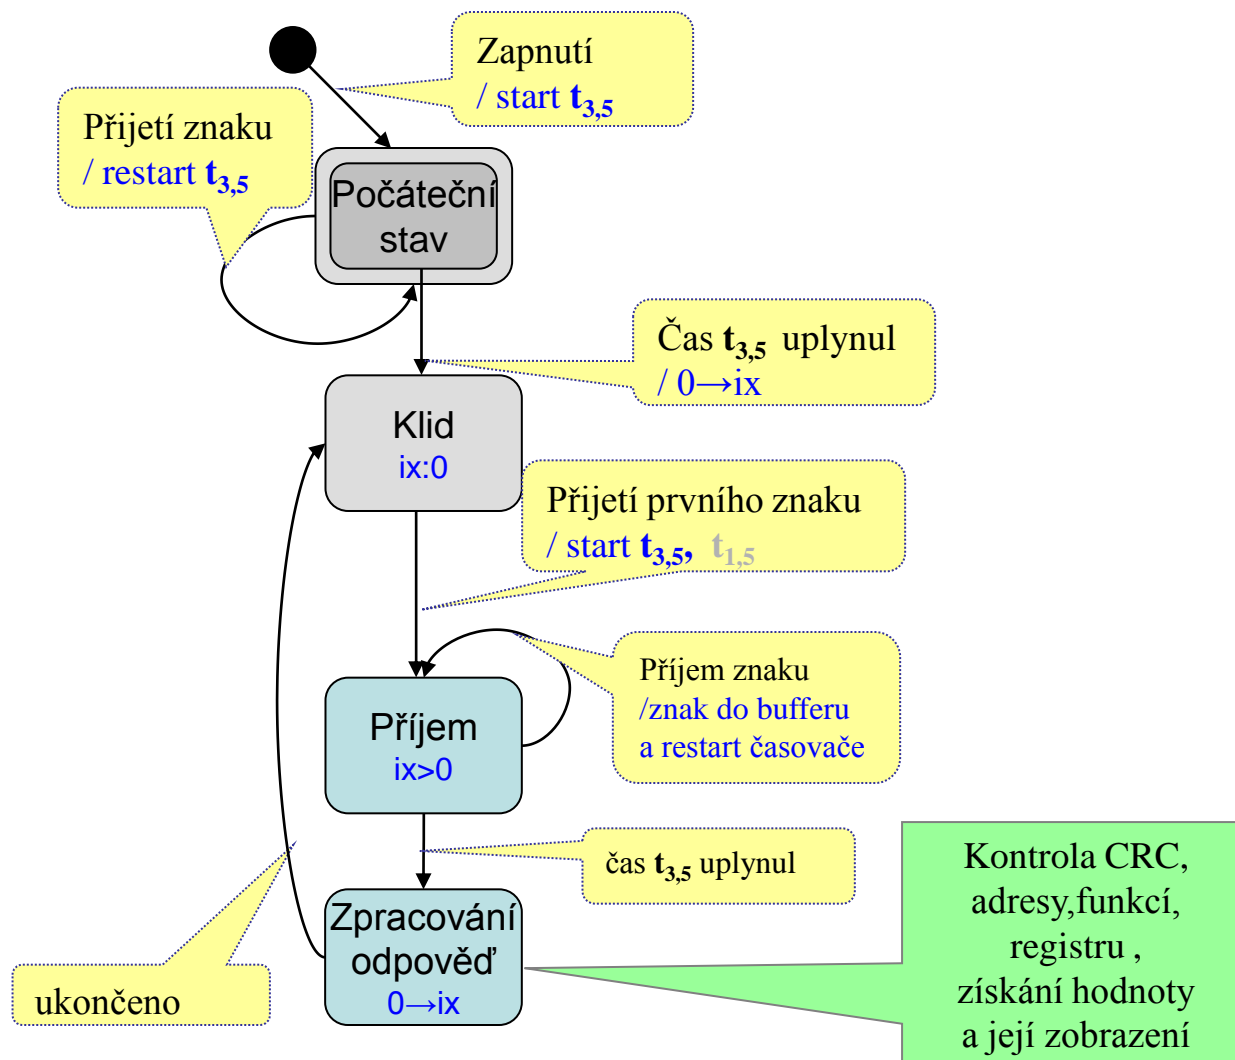 Zapnutí
/ start t3,5
Přijetí znaku
/ restart t3,5
Počáteční
stav
Čas t3,5 uplynul
/ 0→ix
Klid
ix:0
Přijetí prvního znaku
/ start t3,5, t1,5
Příjem znaku
/znak do bufferu
a restart časovače
Příjem
ix>0
čas t3,5 uplynul
Kontrola CRC,
adresy,funkcí,
registru ,
získání hodnoty
a její zobrazení
Zpracování
odpověď
0→ix
ukončeno